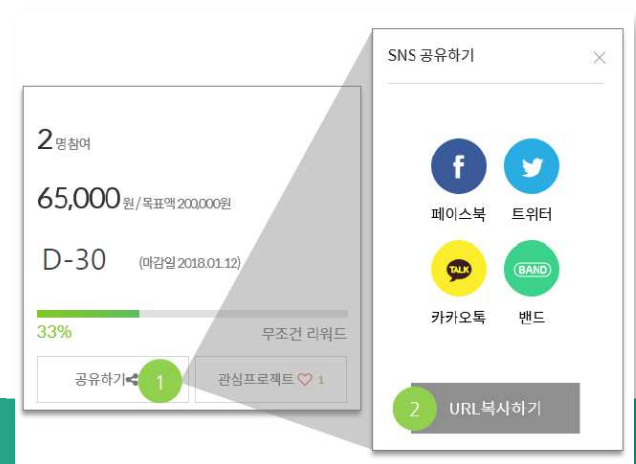 2 명참여
65,000 원/목표액 200,000원
D-30 (마감일 2018.01.12)
33% 무조건 리워드
공유하기 1 관심프로젝트 1
SNS 공유하기
f
페이스북 트위터
TALK BAND
카카오톡 밴드
2 URL복사하기